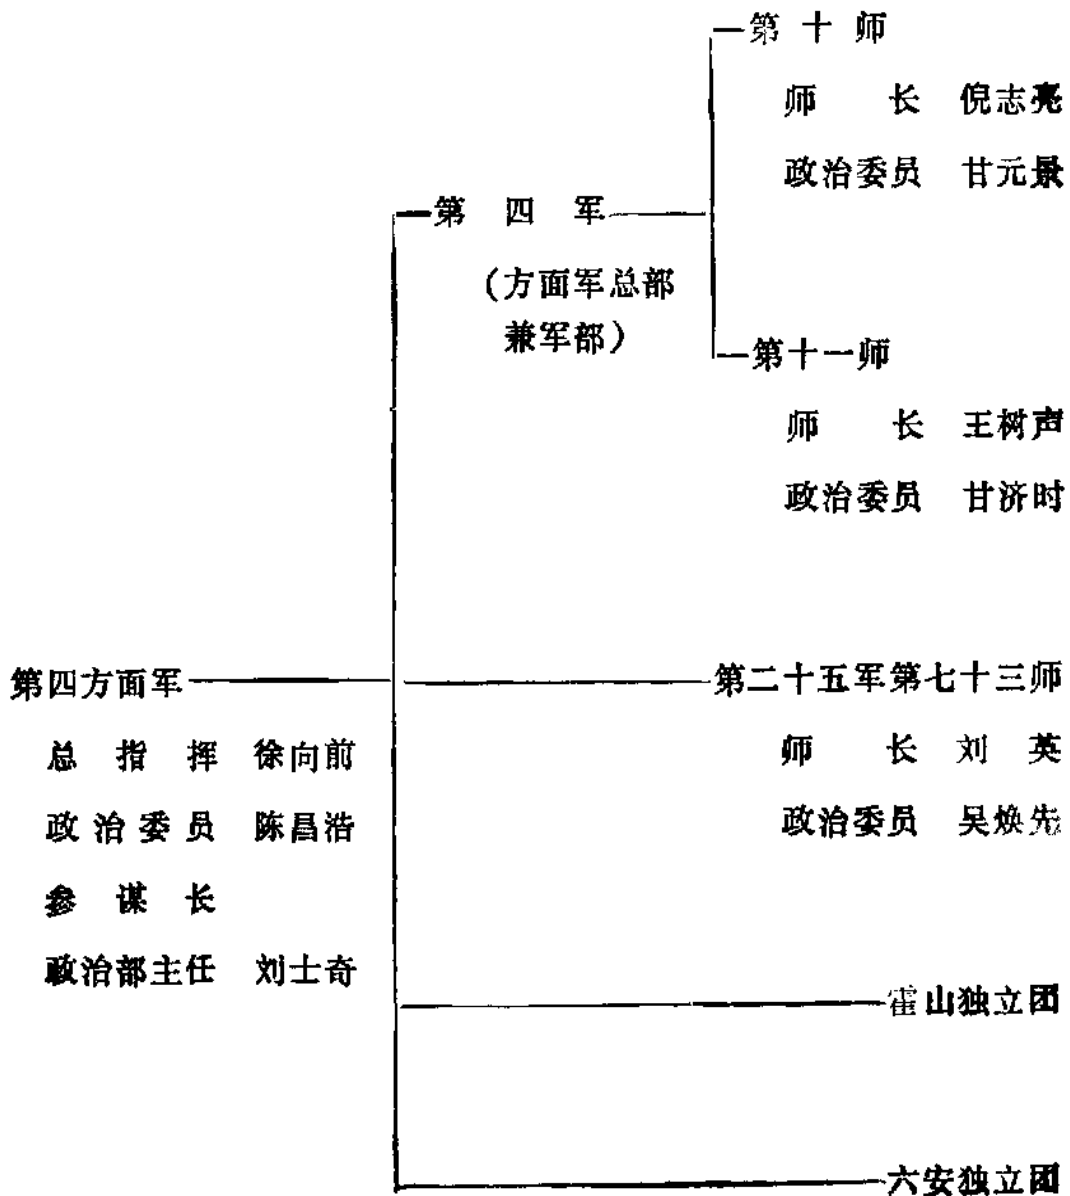 第十师
师长 倪志亮
政治委员 甘元景
第四军
（方面军总部
兼军部）
第十一师
师长 王树声
政治委员 甘济时
第四方面军
总指挥 徐向前
政治委员 陈昌浩
参谋长
政治部主任 刘士奇
第二十五军第七十三师
师长 刘英
政治委员 吴焕先
霍山独立团
六安独立团